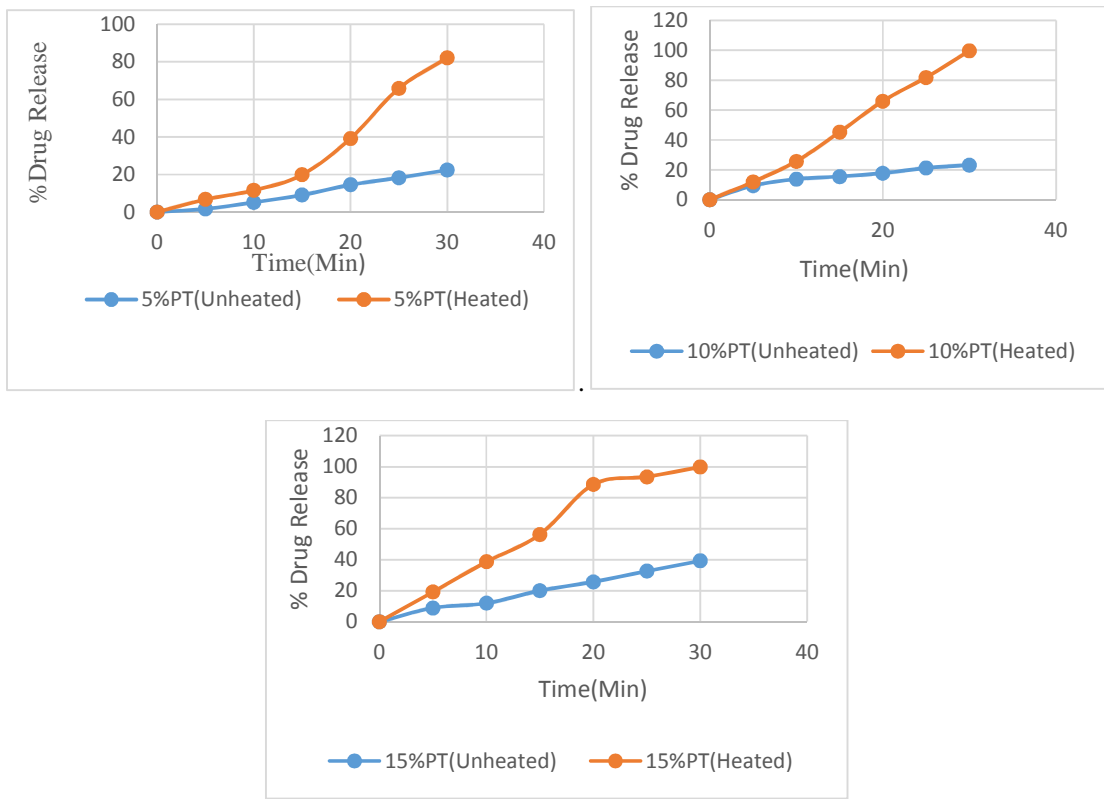 % Drug Release
100
80
60
40
20
0
0 10 20 30 40
Time(Min)
5%PT(Unheated) 5%PT(Heated)
% Drug Release
120
100
80
60
40
20
0
0 20 40
Time(Min)
10%PT(Unheated) 10%PT(Heated)
.
% Drug Release
120
100
80
60
40
20
0
0 10 20 30 40
Time(Min)
15%PT(Unheated) 15%PT(Heated)